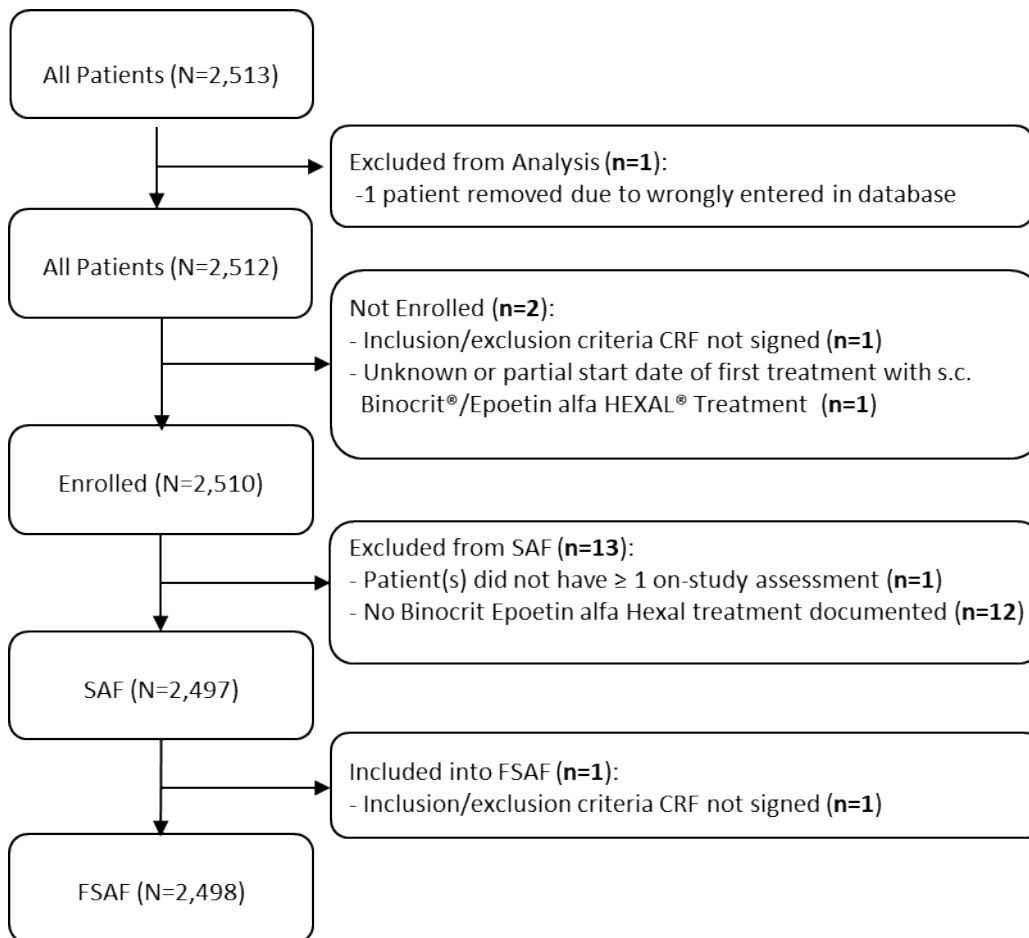 All Patients (N=2,513)
Excluded from Analysis (n=1):
-1 patient removed due to wrongly entered in database
All Patients (N=2,512)
Not Enrolled (n=2):
- Inclusion/exclusion criteria CRF not signed (n=1)
- Unknown or partial start date of first treatment with s.c.
Binocrit®/Epoetin alfa HEXAL® Treatment (n=1)
Enrolled (N=2,510)
Excluded from SAF (n=13):
- Patient(s) did not have ≥ 1 on-study assessment (n=1)
- No Binocrit Epoetin alfa Hexal treatment documented (n=12)
SAF (N=2,497)
Included into FSAF (n=1):
- Inclusion/exclusion criteria CRF not signed (n=1)
FSAF (N=2,498)